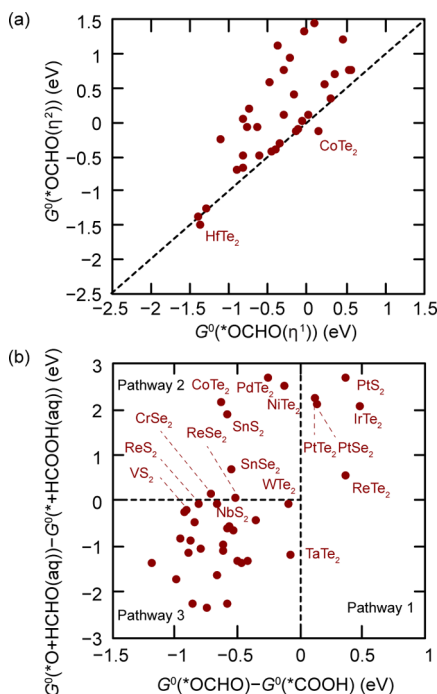 (a)
1.5
1
0.5
0
−0.5
−1
−1.5
−2
−2.5
G⁰(*OCHO(η²)) (eV)
CoTe₂
HfTe₂
−2.5 −2 −1.5 −1 −0.5 0 0.5 1 1.5
G⁰(*OCHO(η¹)) (eV)
(b)
3
2
1
0
−1
−2
−3
G⁰(*O+HCHO(aq))−G⁰(*+HCOOH(aq)) (eV)
Pathway 2
CoTe₂ PdTe₂ PtS₂
CrSe₂ NiTe₂
ReS₂ SnS₂ IrTe₂
ReSe₂ PtTe₂ PtSe₂
VS₂ SnSe₂
WTe₂ ReTe₂
NbS₂
TaTe₂
Pathway 3 Pathway 1
−1.5 −1 −0.5 0 0.5 1
G⁰(*OCHO)−G⁰(*COOH) (eV)